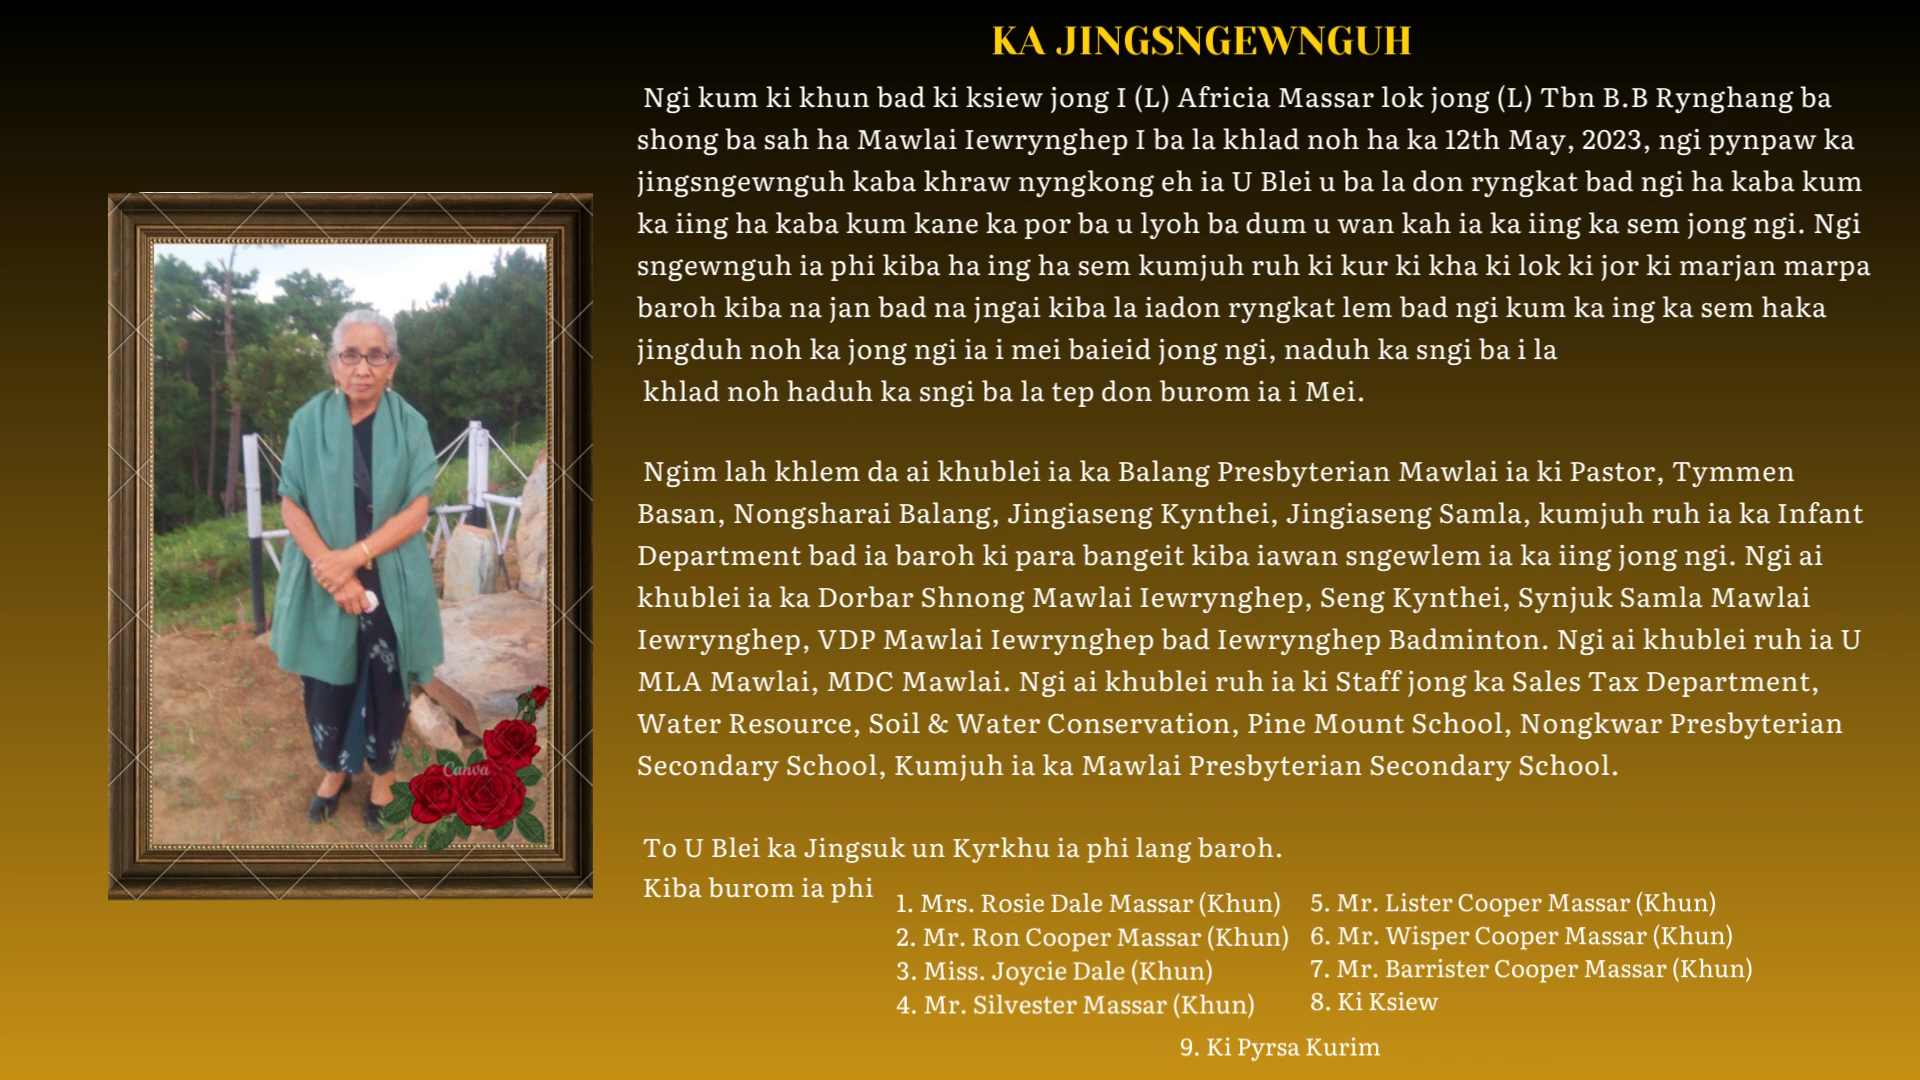 KA JINGSNGEWNGUH
Ngi kum ki khun bad ki ksiew jong I (L) Africia Massar lok jong (L) Tbn B.B Rynghang ba
shong ba sah ha Mawlai Iewrynghep I ba la khlad noh ha ka 12th May, 2023, ngi pynpaw ka
jingsngewnguh kaba khraw nyngkong eh ia U Blei u ba la don ryngkat bad ngi ha kaba kum
ka iing ha kaba kum kane ka por ba u lyoh ba dum u wan kah ia ka iing ka sem jong ngi. Ngi
sngewnguh ia phi kiba ha ing ha sem kumjuh ruh ki kur ki kha ki lok ki jor ki marjan marpa
baroh kiba na jan bad na jngai kiba la iadon ryngkat lem bad ngi kum ka ing ka sem haka
jingduh noh ka jong ngi ia i mei baieid jong ngi, naduh ka sngi ba i la
khlad noh haduh ka sngi ba la tep don burom ia i Mei.
Ngim lah khlem da ai khublei ia ka Balang Presbyterian Mawlai ia ki Pastor, Tymmen
Basan, Nongsharai Balang, Jingiaseng Kynthei, Jingiaseng Samla, kumjuh ruh ia ka Infant
Department bad ia baroh ki para bangeit kiba iawan sngewlem ia ka iing jong ngi. Ngi ai
khublei ia ka Dorbar Shnong Mawlai Iewrynghep, Seng Kynthei, Synjuk Samla Mawlai
Iewrynghep, VDP Mawlai Iewrynghep bad Iewrynghep Badminton. Ngi ai khublei ruh ia U
MLA Mawlai, MDC Mawlai. Ngi ai khublei ruh ia ki Staff jong ka Sales Tax Department,
Water Resource, Soil & Water Conservation, Pine Mount School, Nongkwar Presbyterian
Secondary School, Kumjuh ia ka Mawlai Presbyterian Secondary School.
To U Blei ka Jingsuk un Kyrkhu ia phi lang baroh.
Kiba burom ia phi
1. Mrs. Rosie Dale Massar (Khun)
2. Mr. Ron Cooper Massar (Khun)
3. Miss. Joycie Dale (Khun)
4. Mr. Silvester Massar (Khun)
5. Mr. Lister Cooper Massar (Khun)
6. Mr. Wisper Cooper Massar (Khun)
7. Mr. Barrister Cooper Massar (Khun)
8. Ki Ksiew
9. Ki Pyrsa Kurim
Canva